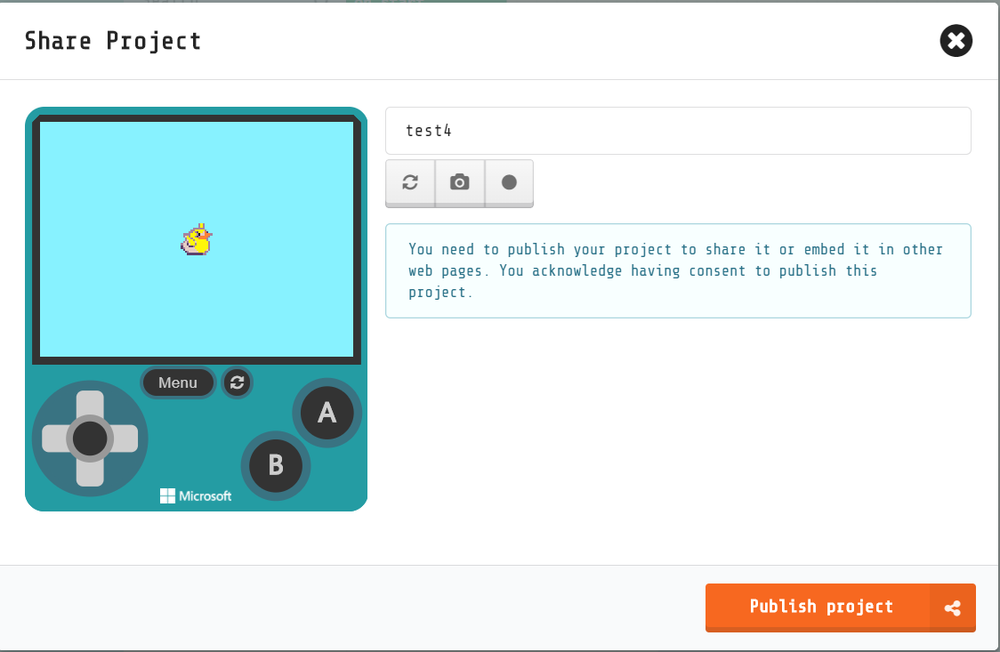 Share Project
test4
You need to publish your project to share it or embed it in other
web pages. You acknowledge having consent to publish this
project.
Menu
A
B
Microsoft
Publish project